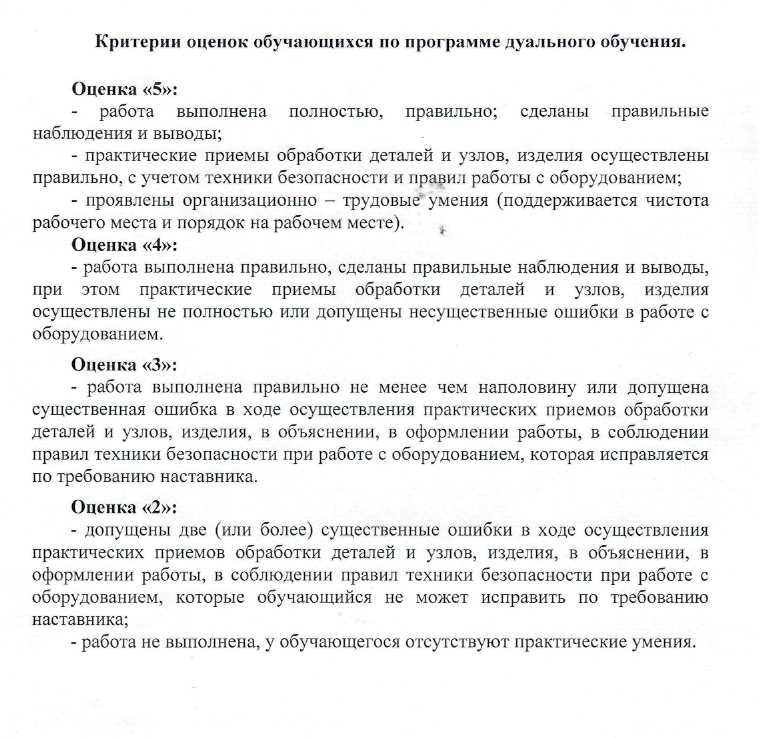 Критерии оценок обучающихся по программе дуального обучения.
Оценка «5»:
- работа выполнена полностью, правильно; сделаны правильные
наблюдения и выводы;
- практические приемы обработки деталей и узлов, изделия осуществлены
правильно, с учетом техники безопасности и правил работы с оборудованием;
- проявлены организационно – трудовые умения (поддерживается чистота
рабочего места и порядок на рабочем месте).
Оценка «4»:
- работа выполнена правильно, сделаны правильные наблюдения и выводы,
при этом практические приемы обработки деталей и узлов, изделия
осуществлены не полностью или допущены несущественные ошибки в работе с
оборудованием.
Оценка «3»:
- работа выполнена правильно не менее чем наполовину или допущена
существенная ошибка в ходе осуществления практических приемов обработки
деталей и узлов, изделия, в объяснении, в оформлении работы, в соблюдении
правил техники безопасности при работе с оборудованием, которая исправляется
по требованию наставника.
Оценка «2»:
- допущены две (или более) существенные ошибки в ходе осуществления
практических приемов обработки деталей и узлов, изделия, в объяснении, в
оформлении работы, в соблюдении правил техники безопасности при работе с
оборудованием, которые обучающийся не может исправить по требованию
наставника;
- работа не выполнена, у обучающегося отсутствуют практические умения.